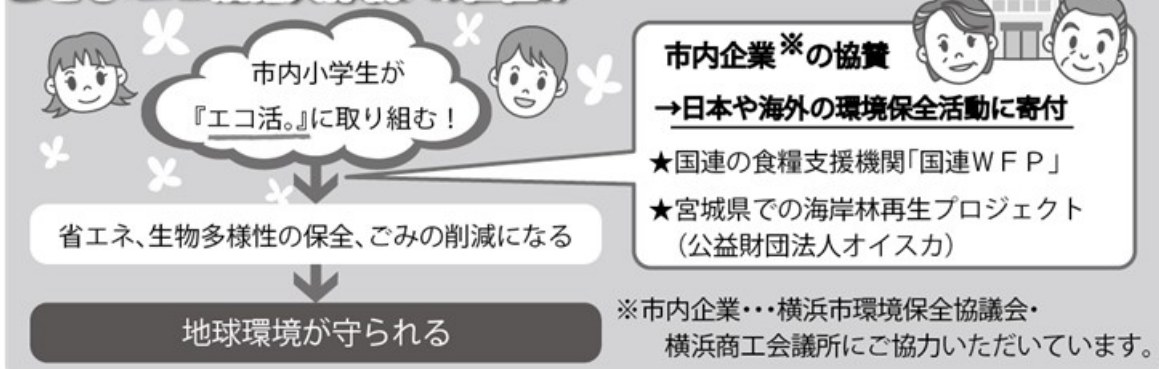 市内小学生が
『エコ活。』に取り組む！
省エネ、生物多様性の保全、ごみの削減になる
地球環境が守られる
市内企業※の協賛
→日本や海外の環境保全活動に寄付
★国連の食糧支援機関「国連ＷＦＰ」
★宮城県での海岸林再生プロジェクト
（公益財団法人オイスカ）
※市内企業・・・横浜市環境保全協議会・
横浜商工会議所にご協力いただいています。